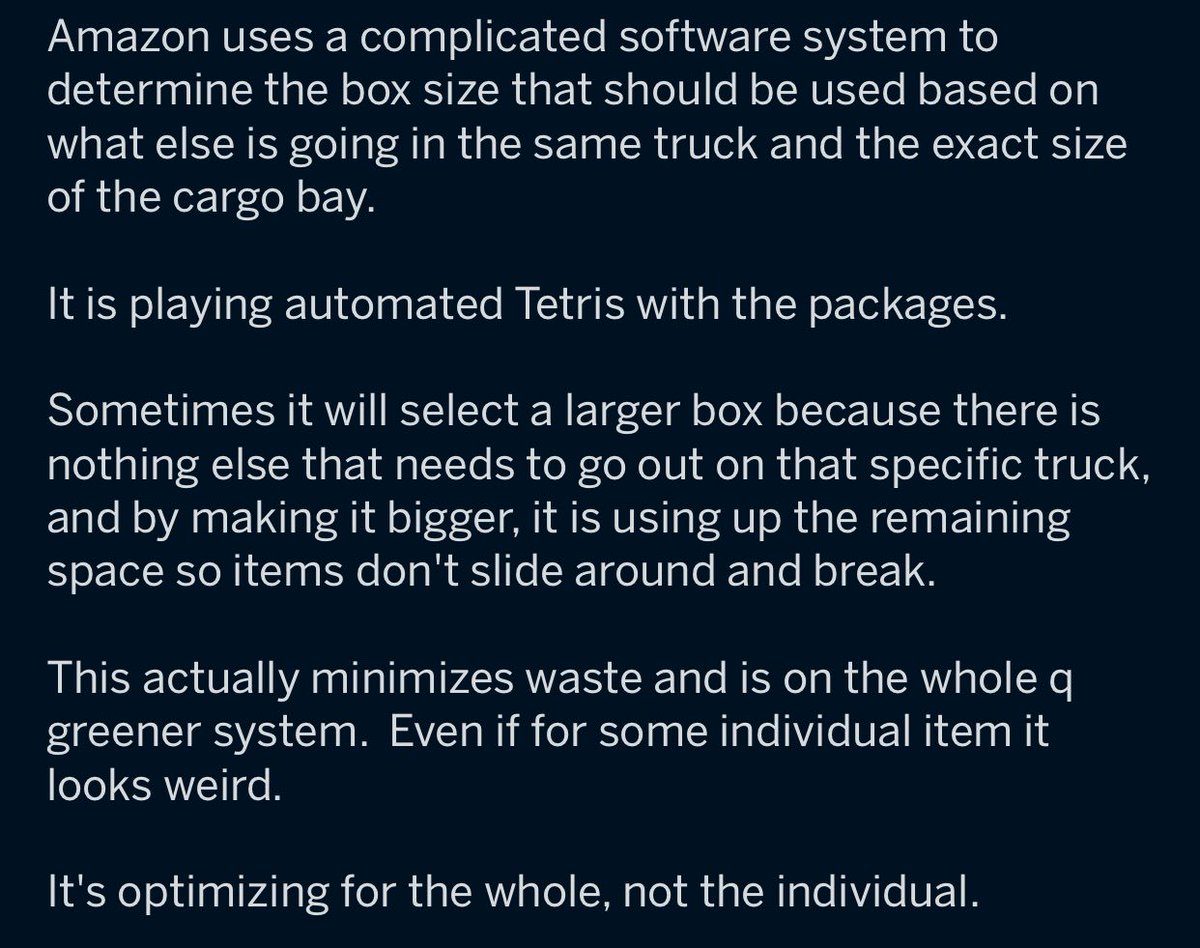 Amazon uses a complicated software system to
determine the box size that should be used based on
what else is going in the same truck and the exact size
of the cargo bay.
It is playing automated Tetris with the packages.
Sometimes it will select a larger box because there is
nothing else that needs to go out on that specific truck,
and by making it bigger, it is using up the remaining
space so items don't slide around and break.
This actually minimizes waste and is on the whole q
greener system.  Even if for some individual item it
looks weird.
It's optimizing for the whole, not the individual.